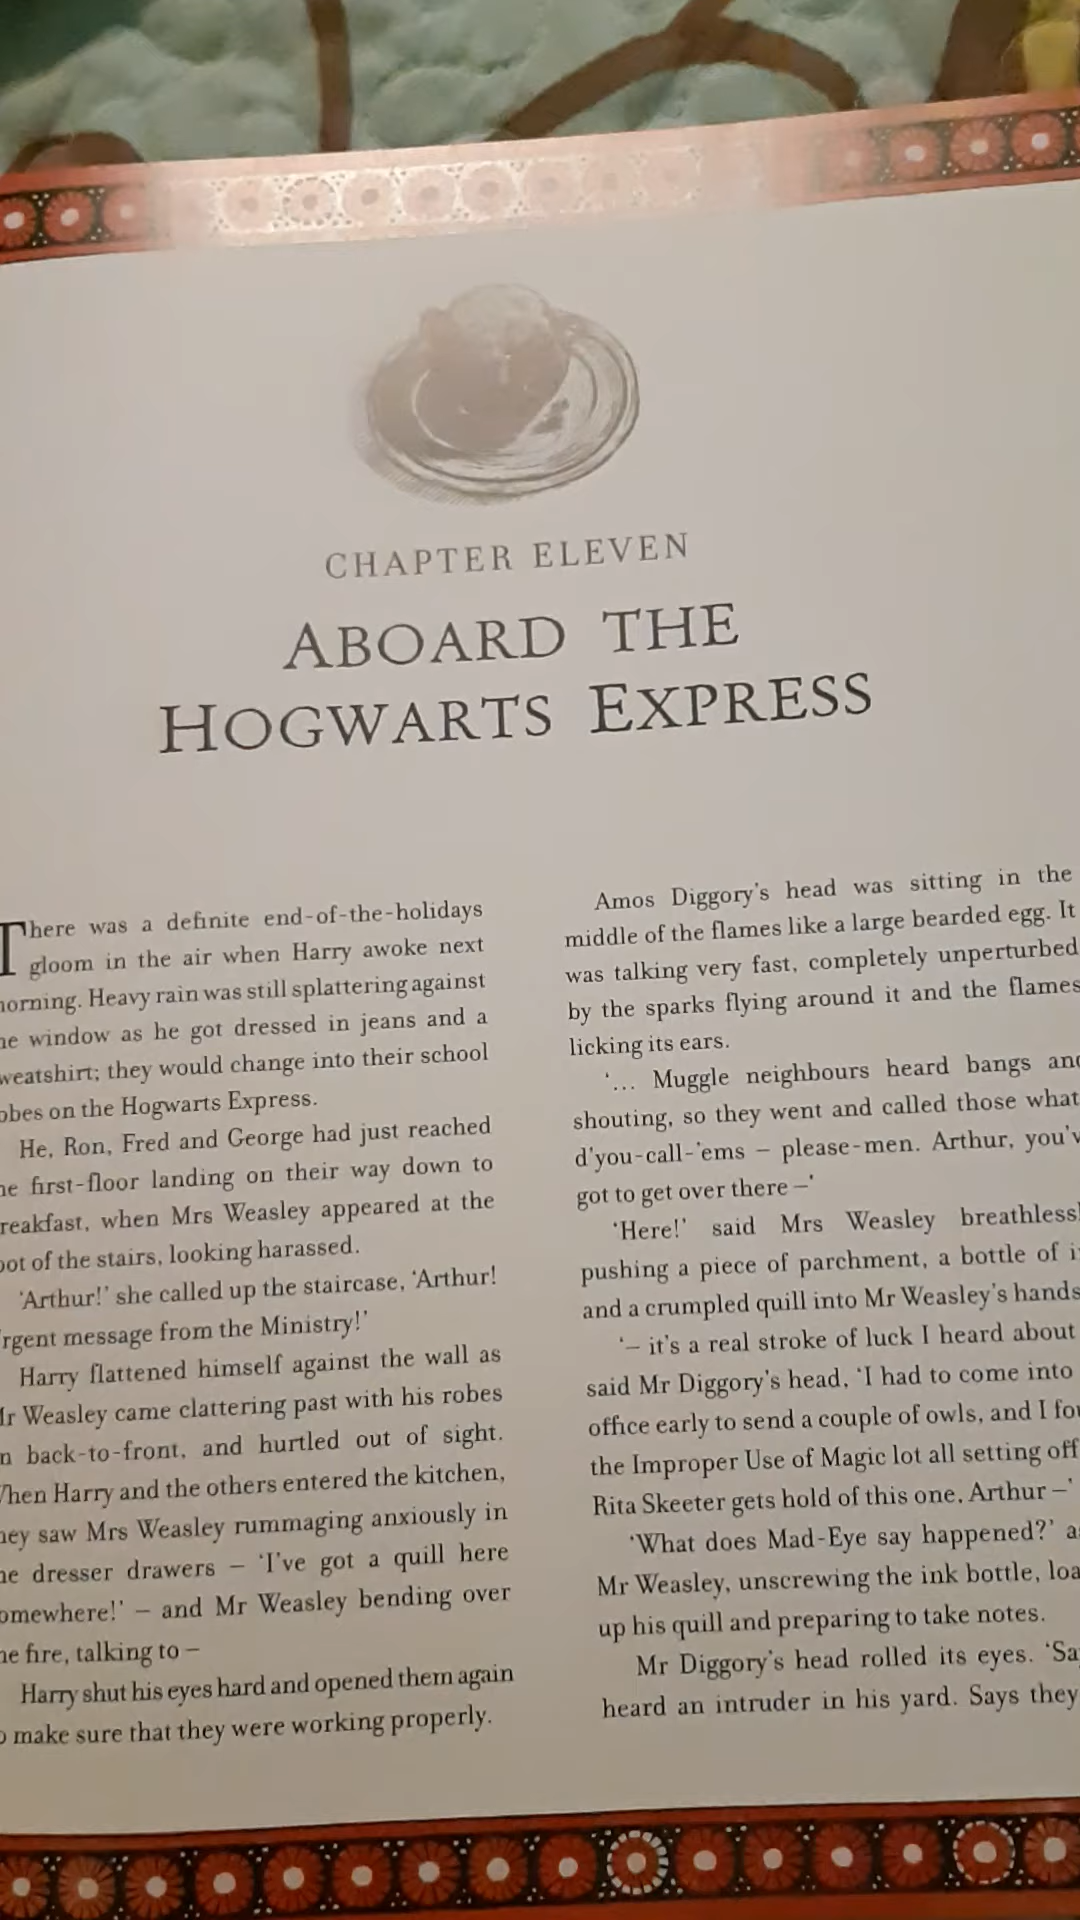 CHAPTER ELEVEN
ABOARD THE
HOGWARTS EXPRESS
There was a definite end-of-the-holidays
gloom in the air when Harry awoke next
orning. Heavy rain was still splattering against
he window as he got dressed in jeans and a
weatshirt; they would change into their school
obes on the Hogwarts Express.
He, Ron, Fred and George had just reached
he first-floor landing on their way down to
reakfast, when Mrs Weasley appeared at the
oot of the stairs, looking harassed.
'Arthur!' she called up the staircase, 'Arthur!
rgent message from the Ministry!'
Harry flattened himself against the wall as
Mr Weasley came clattering past with his robes
n back-to-front, and hurtled out of sight.
When Harry and the others entered the kitchen,
hey saw Mrs Weasley rummaging anxiously in
he dresser drawers – 'I've got a quill here
omewhere!' – and Mr Weasley bending over
he fire, talking to –
Harry shut his eyes hard and opened them again
o make sure that they were working properly.
Amos Diggory's head was sitting in the
middle of the flames like a large bearded egg. It
was talking very fast, completely unperturbed
by the sparks flying around it and the flames
licking its ears.
'… Muggle neighbours heard bangs and
shouting, so they went and called those what-
d'you-call-'ems – please-men. Arthur, you'v
got to get over there –'
'Here!' said Mrs Weasley breathless
pushing a piece of parchment, a bottle of i
and a crumpled quill into Mr Weasley's hands
'– it's a real stroke of luck I heard about
said Mr Diggory's head, 'I had to come into
office early to send a couple of owls, and I fou
the Improper Use of Magic lot all setting off
Rita Skeeter gets hold of this one, Arthur –'
'What does Mad-Eye say happened?' a
Mr Weasley, unscrewing the ink bottle, loa
up his quill and preparing to take notes.
Mr Diggory's head rolled its eyes. 'Sa
heard an intruder in his yard. Says they